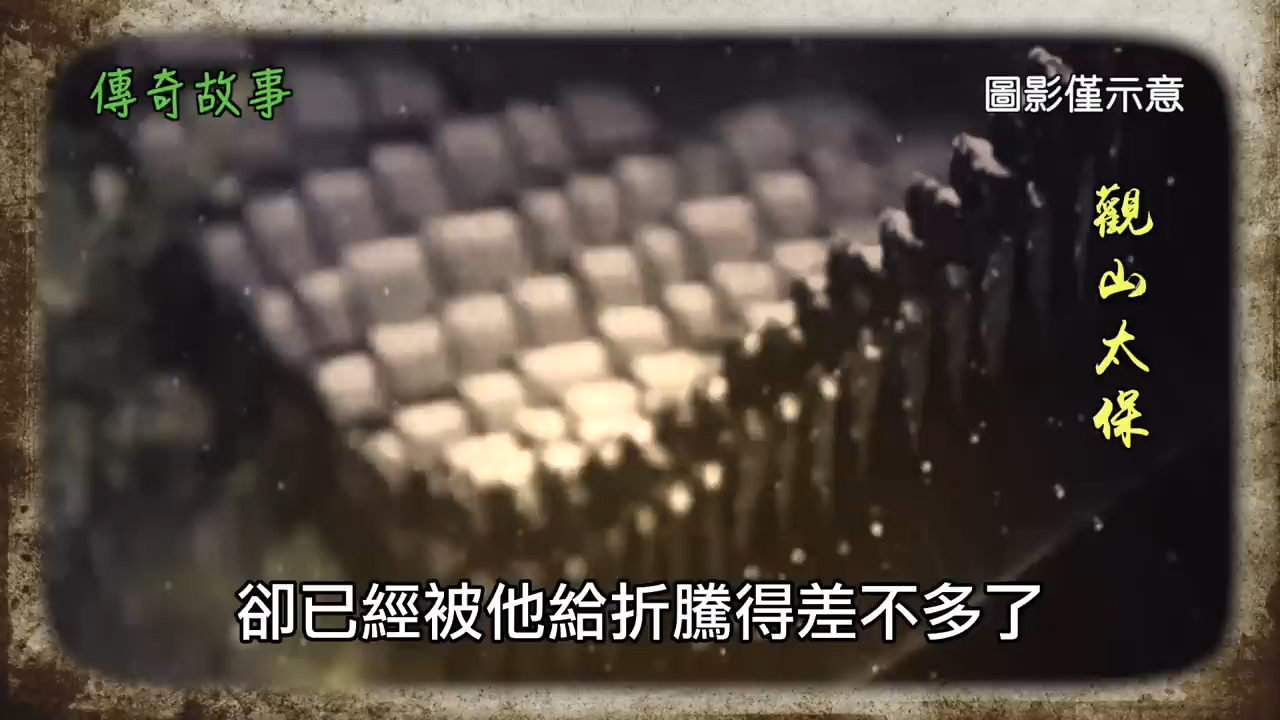 傳奇故事
圖影僅示意
觀山太保
卻已經被他給折騰得差不多了